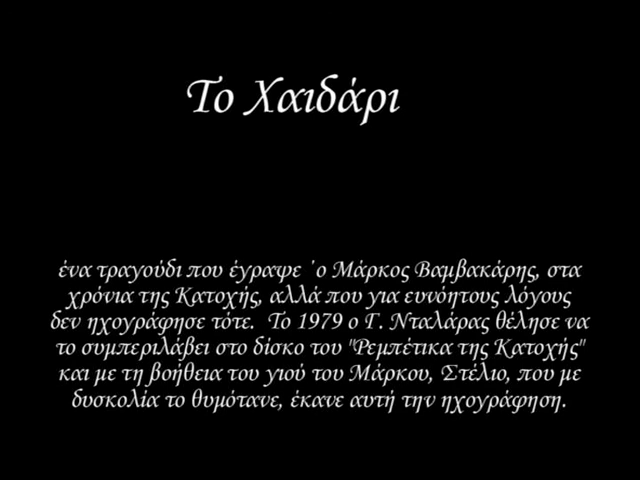 Το Χαιδάρι
ένα τραγούδι που έγραψε ΄ο Μάρκος Βαμβακάρης, στα
χρόνια της Κατοχής, αλλά που για ευνόητους λόγους
δεν ηχογράφησε τότε. Το 1979 ο Γ. Νταλάρας θέλησε να
το συμπεριλάβει στο δίσκο του "Ρεμπέτικα της Κατοχής"
και με τη βοήθεια του γιού του Μάρκου, Στέλιο, που με
δυσκολία το θυμότανε, έκανε αυτή την ηχογράφηση.